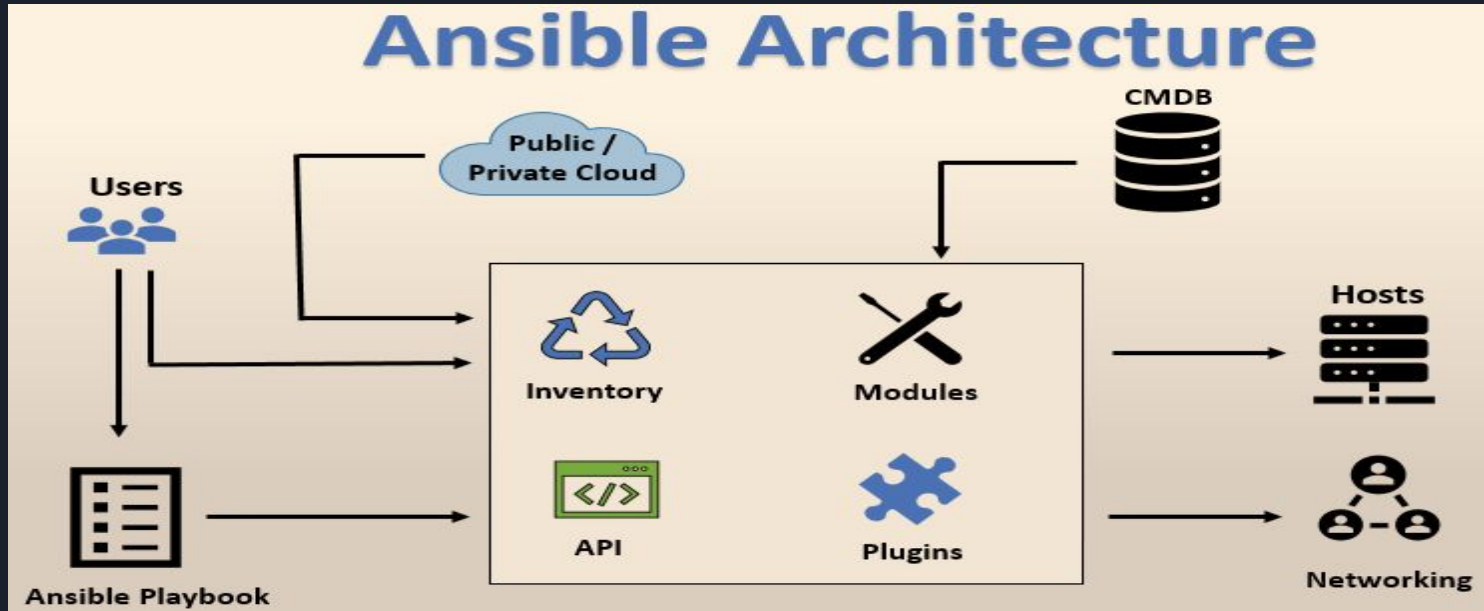 Ansible Architecture
CMDB
Public /
Private Cloud
Users
Hosts
Inventory
Modules
API
Plugins
Ansible Playbook
Networking